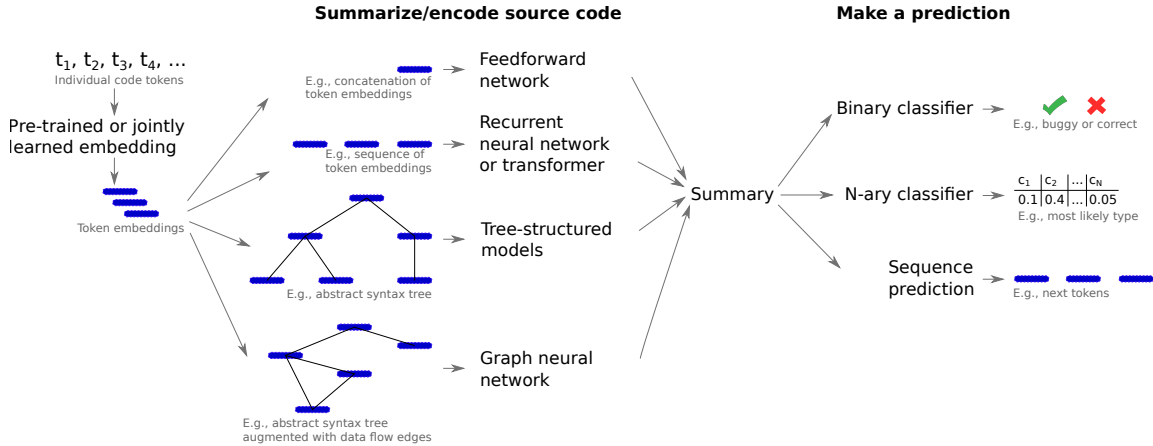 Summarize/encode source code
Make a prediction
t1, t2, t3, t4, ...
Individual code tokens
Pre-trained or jointly
learned embedding
Token embeddings
E.g., concatenation of
token embeddings
Feedforward
network
E.g., sequence of
token embeddings
Recurrent
neural network
or transformer
E.g., abstract syntax tree
Tree-structured
models
E.g., abstract syntax tree
augmented with data flow edges
Graph neural
network
Summary
Binary classifier
E.g., buggy or correct
N-ary classifier
c1 c2 ... cN
0.1 0.4 ... 0.05
E.g., most likely type
Sequence
prediction
E.g., next tokens